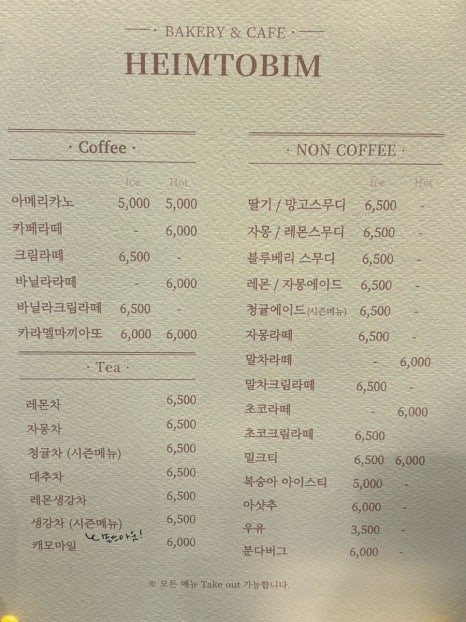 BAKERY & CAFE
HEIMTOBIM
· Coffee ·
Ice Hot
아메리카노 5,000 5,000
카페라떼 - 6,000
크림라떼 6,500 -
바닐라라떼 - 6,000
바닐라크림라떼 6,500 -
카라멜마끼아또 6,000 6,000
· Tea ·
레몬차 6,500
자몽차 6,500
청귤차 (시즌메뉴) 6,500
대추차 6,500
레몬생강차 6,500
생강차 (시즌메뉴) 6,500
캐모마일 6,000
· NON COFFEE ·
Ice Hot
딸기 / 망고스무디 6,500 -
자몽 / 레몬스무디 6,500 -
블루베리 스무디 6,500 -
레몬 / 자몽에이드 6,500 -
청귤에이드 (시즌메뉴) 6,500 -
자몽라떼 6,500 -
말차라떼 - 6,000
말차크림라떼 6,500 -
초코라떼 - 6,000
초코크림라떼 6,500
밀크티 6,500 6,000
복숭아 아이스티 5,000 -
아샷추 6,000 -
우유 3,500 -
분다버그 6,000 -
※ 모든 메뉴 Take out 가능합니다.